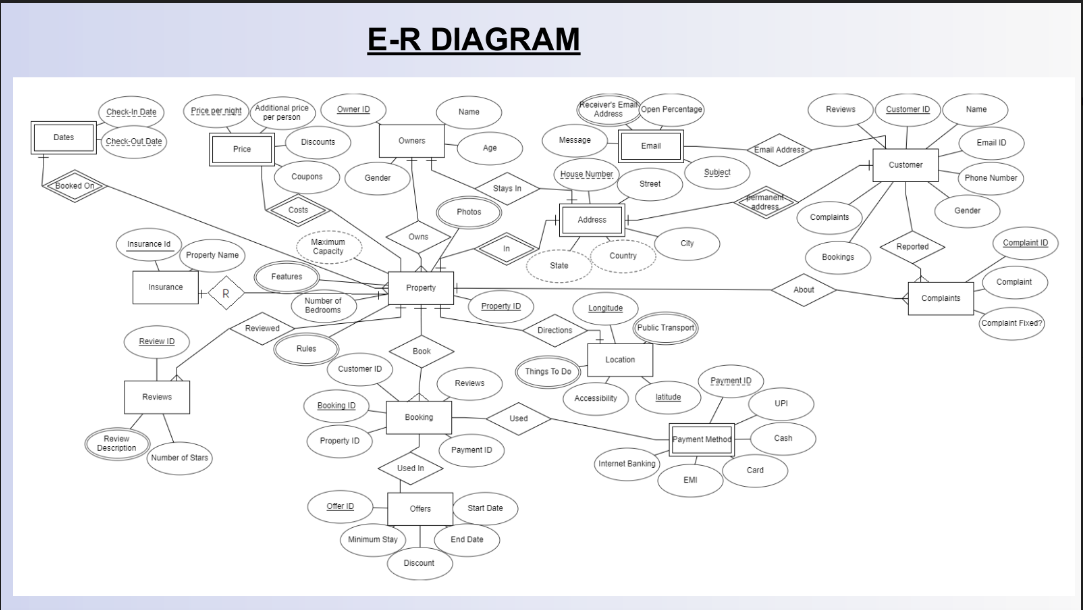 E-R DIAGRAM
Check-In Date
Check-Out Date
Dates
Booked On
Price per night
Additional price
per person
Price
Discounts
Coupons
Costs
Owner ID
Name
Owners
Age
Gender
Owns
Stays In
Photos
Receiver's Email
Address
Open Percentage
Message
Email
Subject
Email Address
House Number
Street
Address
City
State
Country
In
permanent
address
Reviews
Customer ID
Name
Email ID
Customer
Phone Number
Gender
Complaints
Bookings
Reported
Complaint ID
Complaint
Complaints
Complaint Fixed?
About
Insurance Id
Property Name
Insurance
R
Maximum
Capacity
Features
Number of
Bedrooms
Rules
Property
Property ID
Reviewed
Review ID
Reviews
Review
Description
Number of Stars
Directions
Longitude
Public Transport
Location
Things To Do
Accessibility
latitude
Book
Customer ID
Reviews
Booking ID
Booking
Property ID
Payment ID
Used
Payment ID
UPI
Payment Method
Cash
Card
EMI
Internet Banking
Used In
Offer ID
Offers
Start Date
Minimum Stay
End Date
Discount